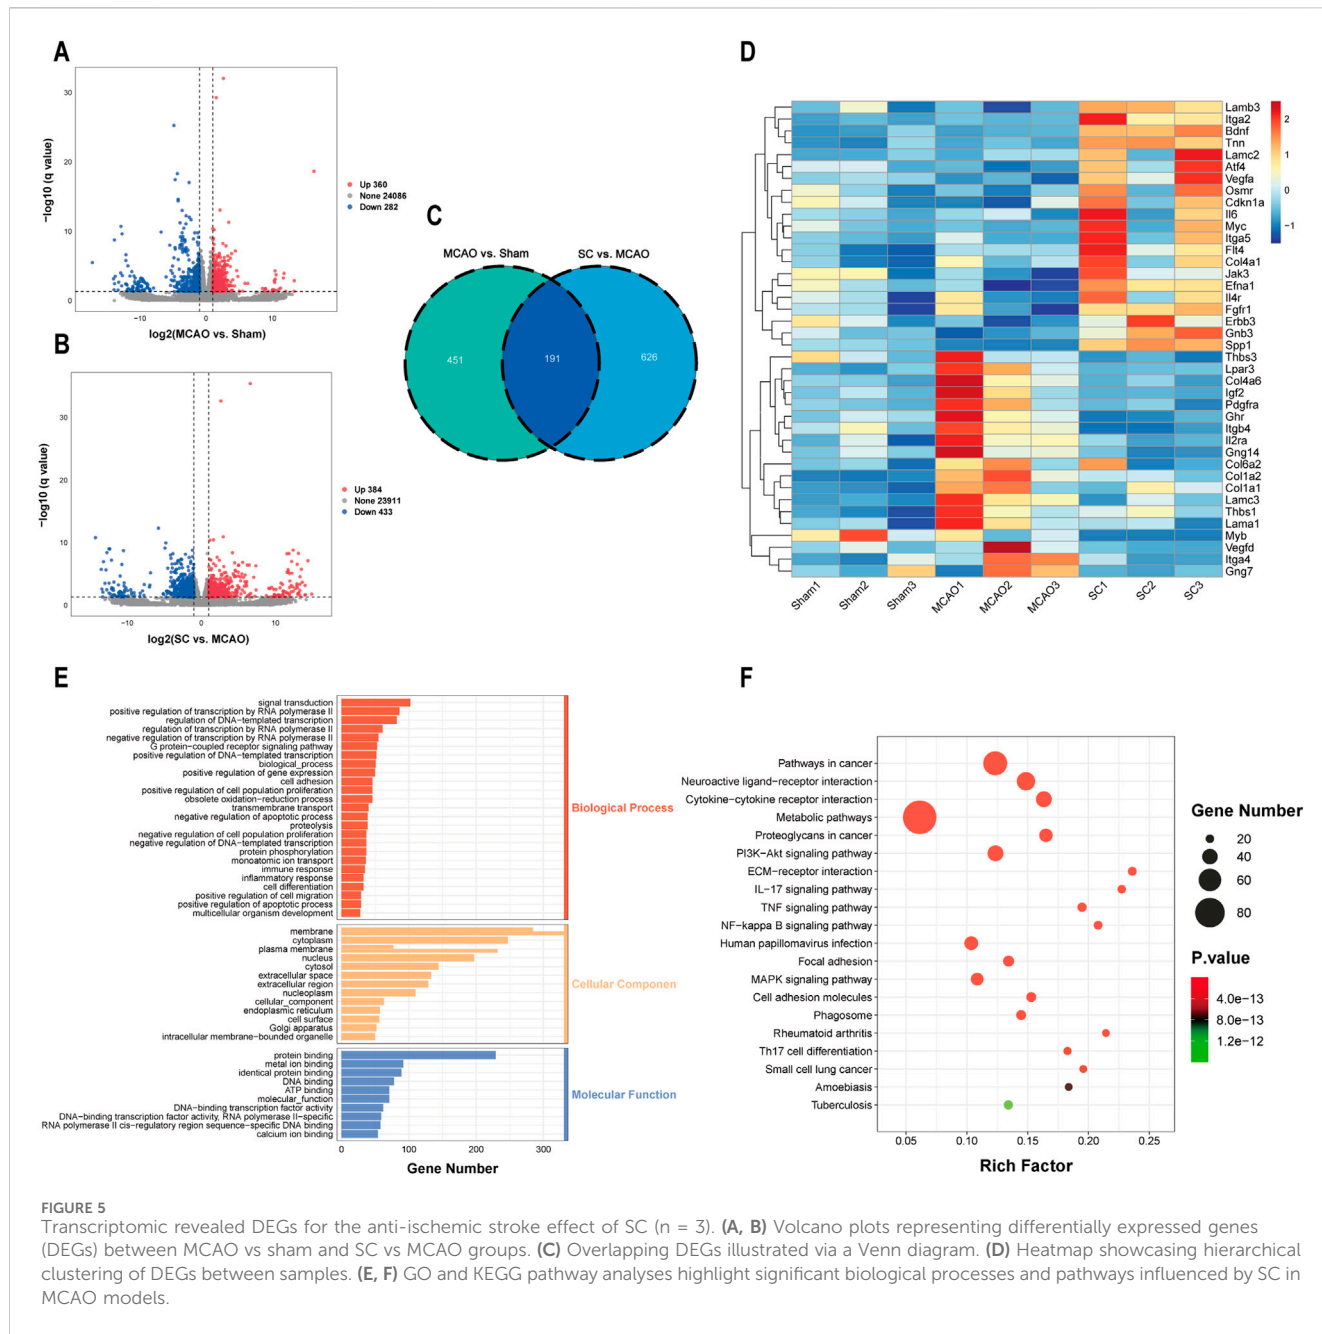 A
30
20
10
0
−10
0
10
−log10 (q value)
log2(MCAO vs. Sham)
Up 360
None 24086
Down 282
B
30
20
10
0
−10
0
10
−log10 (q value)
log2(SC vs. MCAO)
Up 384
None 23911
Down 433
C
MCAO vs. Sham
SC vs. MCAO
451
191
626
D
Lamb3
Itga2
Bdnf
Tnn
Lamc2
Atf4
Vegfa
Osmr
Cdkn1a
Il6
Myc
Itga5
Flt4
Col4a1
Jak3
Efna1
Il4r
Fgfr1
Erbb3
Gnb3
Spp1
Thbs3
Lpar3
Col4a6
Igf2
Pdgfra
Ghr
Itgb4
Il2ra
Gng14
Col6a2
Col1a2
Col1a1
Lamc3
Thbs1
Lama1
Myb
Vegfd
Itga4
Gng7
2
1
0
−1
Sham1
Sham2
Sham3
MCAO1
MCAO2
MCAO3
SC1
SC2
SC3
E
signal transduction
positive regulation of transcription by RNA polymerase II
regulation of DNA−templated transcription
regulation of transcription by RNA polymerase II
negative regulation of transcription by RNA polymerase II
G protein−coupled receptor signaling pathway
positive regulation of DNA−templated transcription
biological_process
positive regulation of gene expression
cell adhesion
positive regulation of cell population proliferation
obsolete oxidation−reduction process
transmembrane transport
negative regulation of apoptotic process
proteolysis
negative regulation of cell population proliferation
negative regulation of DNA−templated transcription
protein phosphorylation
monoatomic ion transport
immune response
inflammatory response
cell differentiation
positive regulation of cell migration
positive regulation of apoptotic process
multicellular organism development
Biological Process
membrane
cytoplasm
plasma membrane
nucleus
cytosol
extracellular space
extracellular region
nucleoplasm
cellular_component
endoplasmic reticulum
cell surface
Golgi apparatus
intracellular membrane−bounded organelle
Cellular Componen
protein binding
metal ion binding
identical protein binding
DNA binding
ATP binding
molecular_function
DNA−binding transcription factor activity
DNA−binding transcription factor activity, RNA polymerase II−specific
RNA polymerase II cis−regulatory region sequence−specific DNA binding
calcium ion binding
Molecular Function
0
100
200
300
Gene Number
F
Pathways in cancer
Neuroactive ligand−receptor interaction
Cytokine−cytokine receptor interaction
Metabolic pathways
Proteoglycans in cancer
PI3K−Akt signaling pathway
ECM−receptor interaction
IL−17 signaling pathway
TNF signaling pathway
NF−kappa B signaling pathway
Human papillomavirus infection
Focal adhesion
MAPK signaling pathway
Cell adhesion molecules
Phagosome
Rheumatoid arthritis
Th17 cell differentiation
Small cell lung cancer
Amoebiasis
Tuberculosis
0.05
0.10
0.15
0.20
0.25
Rich Factor
Gene Number
20
40
60
80
P.value
4.0e−13
8.0e−13
1.2e−12
FIGURE 5
Transcriptomic revealed DEGs for the anti-ischemic stroke effect of SC (n = 3). (A, B) Volcano plots representing differentially expressed genes
(DEGs) between MCAO vs sham and SC vs MCAO groups. (C) Overlapping DEGs illustrated via a Venn diagram. (D) Heatmap showcasing hierarchical
clustering of DEGs between samples. (E, F) GO and KEGG pathway analyses highlight significant biological processes and pathways influenced by SC in
MCAO models.